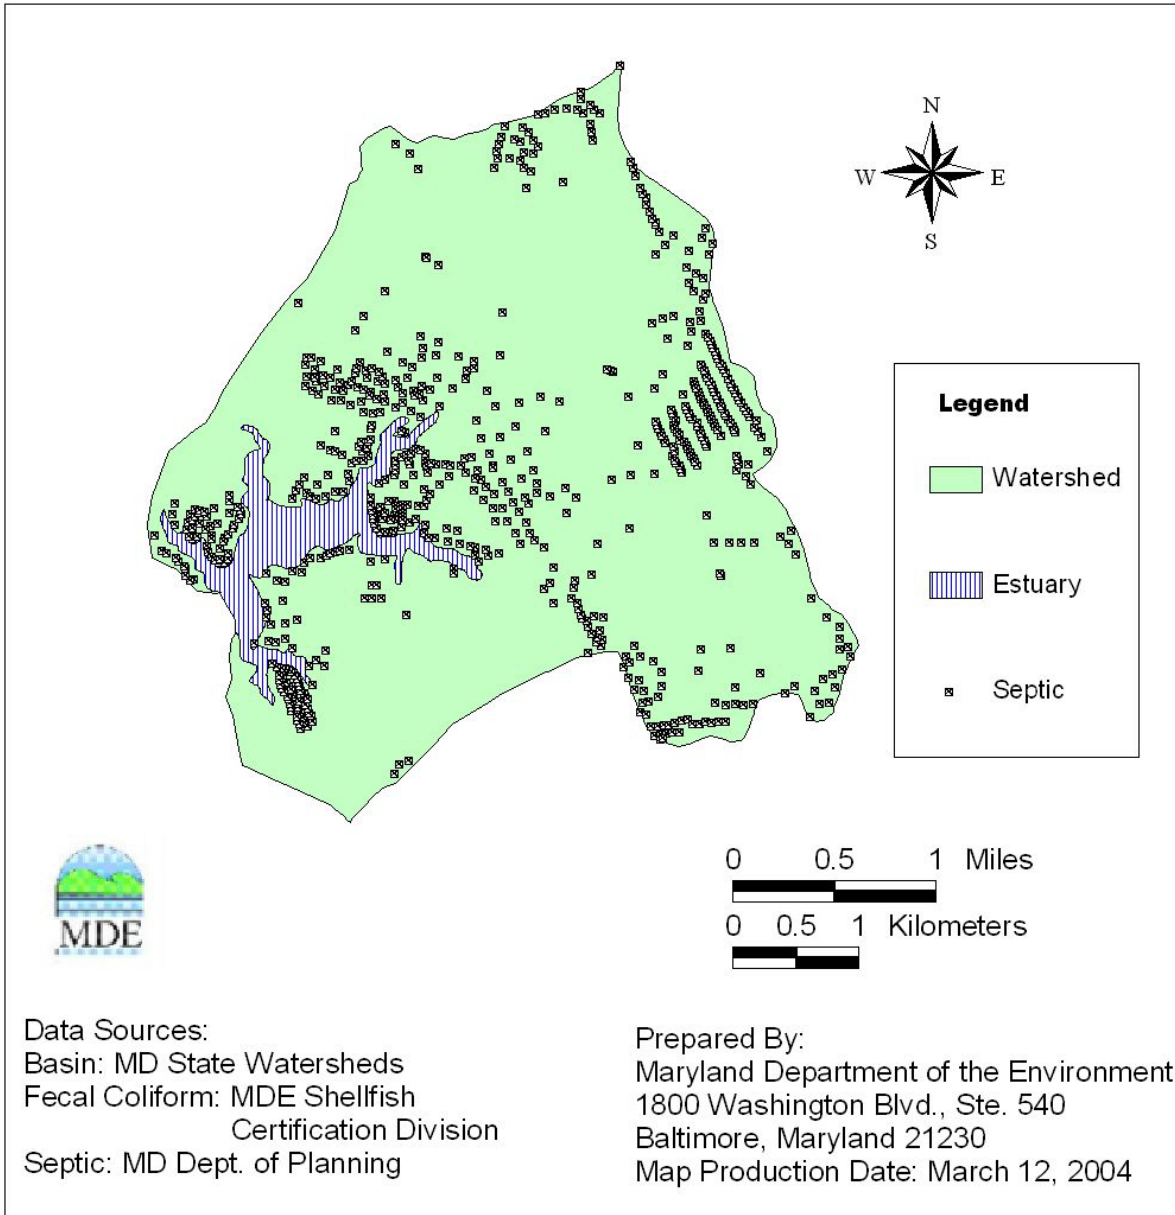 N
W E
S
Legend
Watershed
Estuary
Septic
0 0.5 1 Miles
0 0.5 1 Kilometers
MDE
Data Sources:
Basin: MD State Watersheds
Fecal Coliform: MDE Shellfish
Certification Division
Septic: MD Dept. of Planning
Prepared By:
Maryland Department of the Environment
1800 Washington Blvd., Ste. 540
Baltimore, Maryland 21230
Map Production Date: March 12, 2004